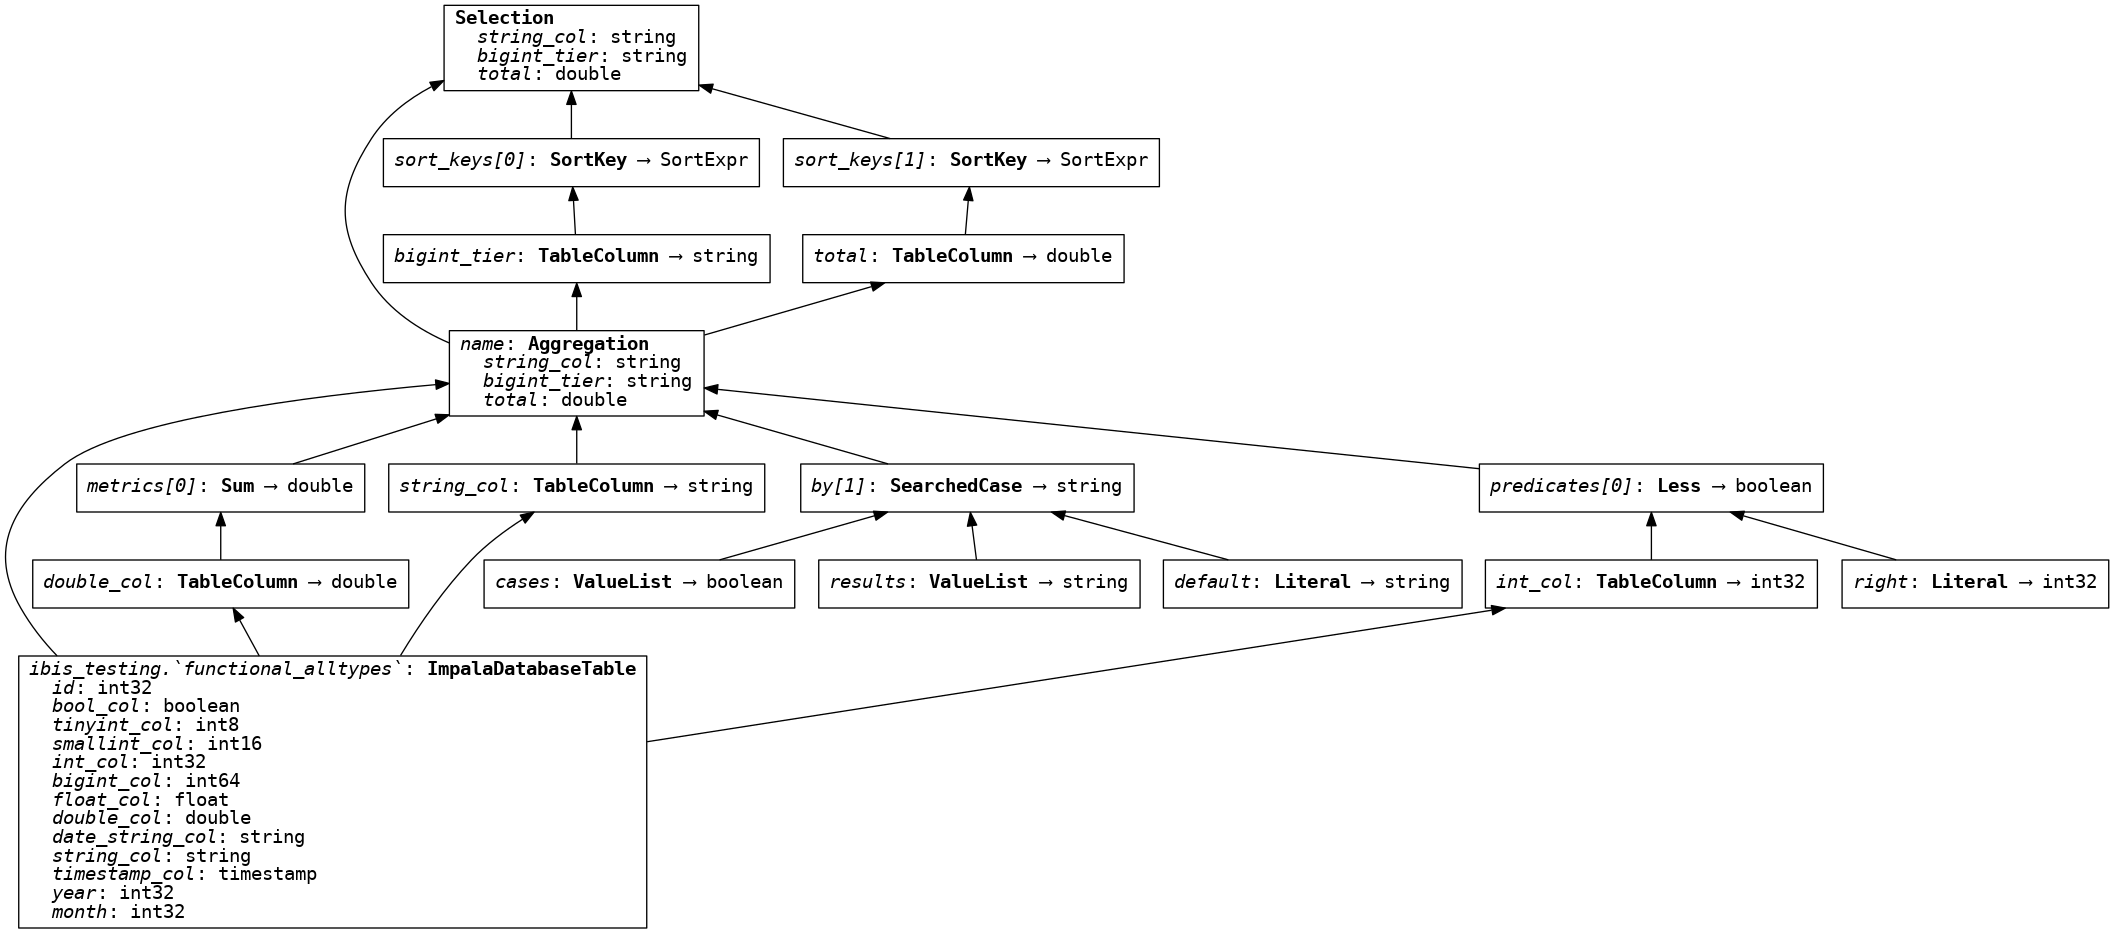 Selection
string_col: string
bigint_tier: string
total: double
sort_keys[0]: SortKey → SortExpr
sort_keys[1]: SortKey → SortExpr
bigint_tier: TableColumn → string
total: TableColumn → double
name: Aggregation
string_col: string
bigint_tier: string
total: double
metrics[0]: Sum → double
string_col: TableColumn → string
by[1]: SearchedCase → string
predicates[0]: Less → boolean
double_col: TableColumn → double
cases: ValueList → boolean
results: ValueList → string
default: Literal → string
int_col: TableColumn → int32
right: Literal → int32
ibis_testing.`functional_alltypes`: ImpalaDatabaseTable
id: int32
bool_col: boolean
tinyint_col: int8
smallint_col: int16
int_col: int32
bigint_col: int64
float_col: float
double_col: double
date_string_col: string
string_col: string
timestamp_col: timestamp
year: int32
month: int32